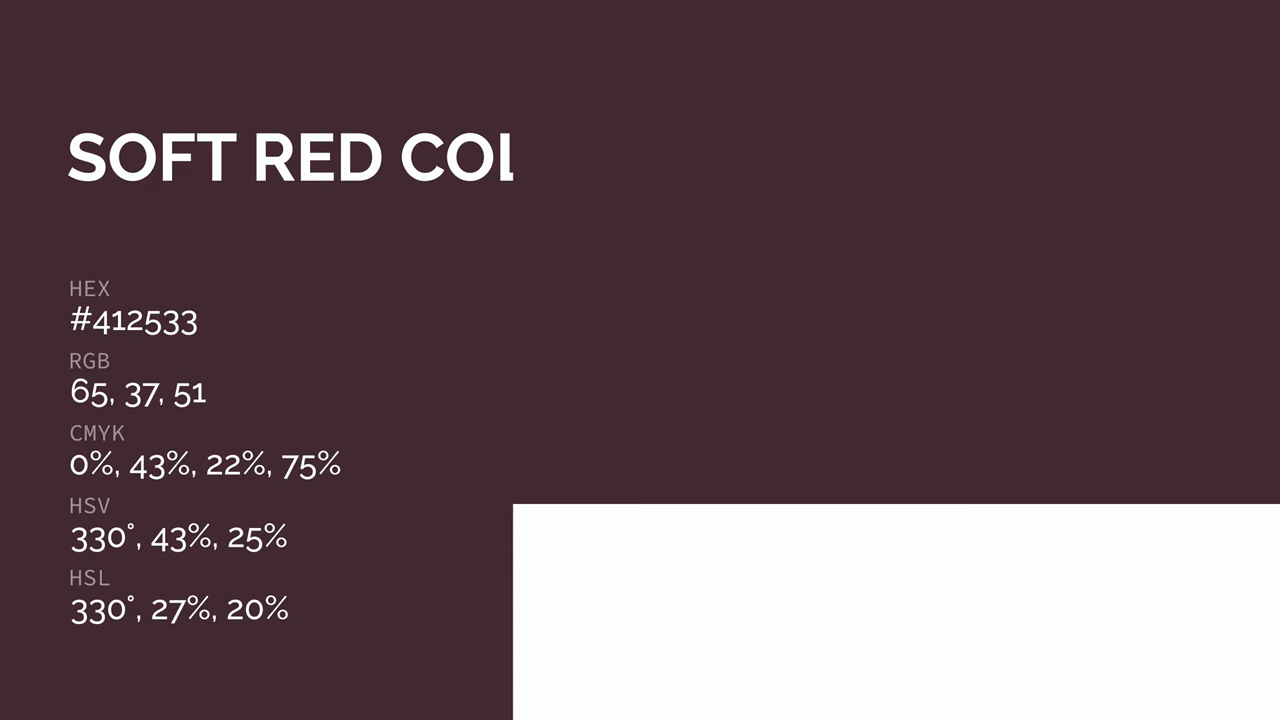 SOFT RED COL
HEX
#412533
RGB
65, 37, 51
CMYK
0%, 43%, 22%, 75%
HSV
330°, 43%, 25%
HSL
330°, 27%, 20%